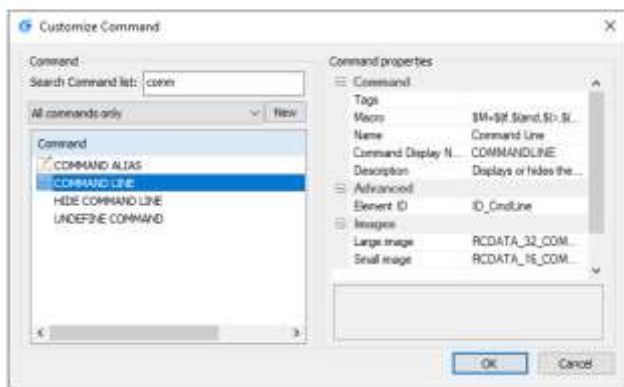 Customize Command
Command
Search Command list: comm
All commands only
New
Command
COMMAND ALIAS
COMMAND LINE
HIDE COMMAND LINE
UNDEFINE COMMAND
Command properties
Command
Tags
Macro
Name Command Line
Command Display N... COMMANDLINE
Description Displays or hides the...
Advanced
Element ID ID_CmdLine
Images
Large image RCDATA_32_COM...
Small image RCDATA_16_COM...
OK
Cancel